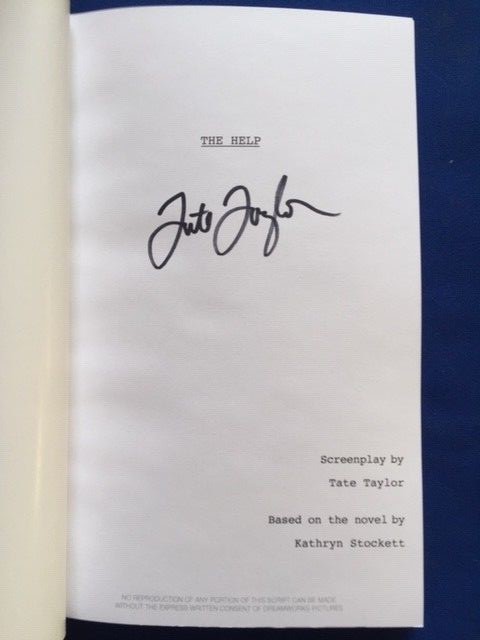 THE HELP
Tate Taylor
Screenplay by
Tate Taylor
Based on the novel by
Kathryn Stockett
NO REPRODUCTION OF ANY PORTION OF THIS SCRIPT CAN BE MADE
WITHOUT THE EXPRESS WRITTEN CONSENT OF DREAMWORKS PICTURES